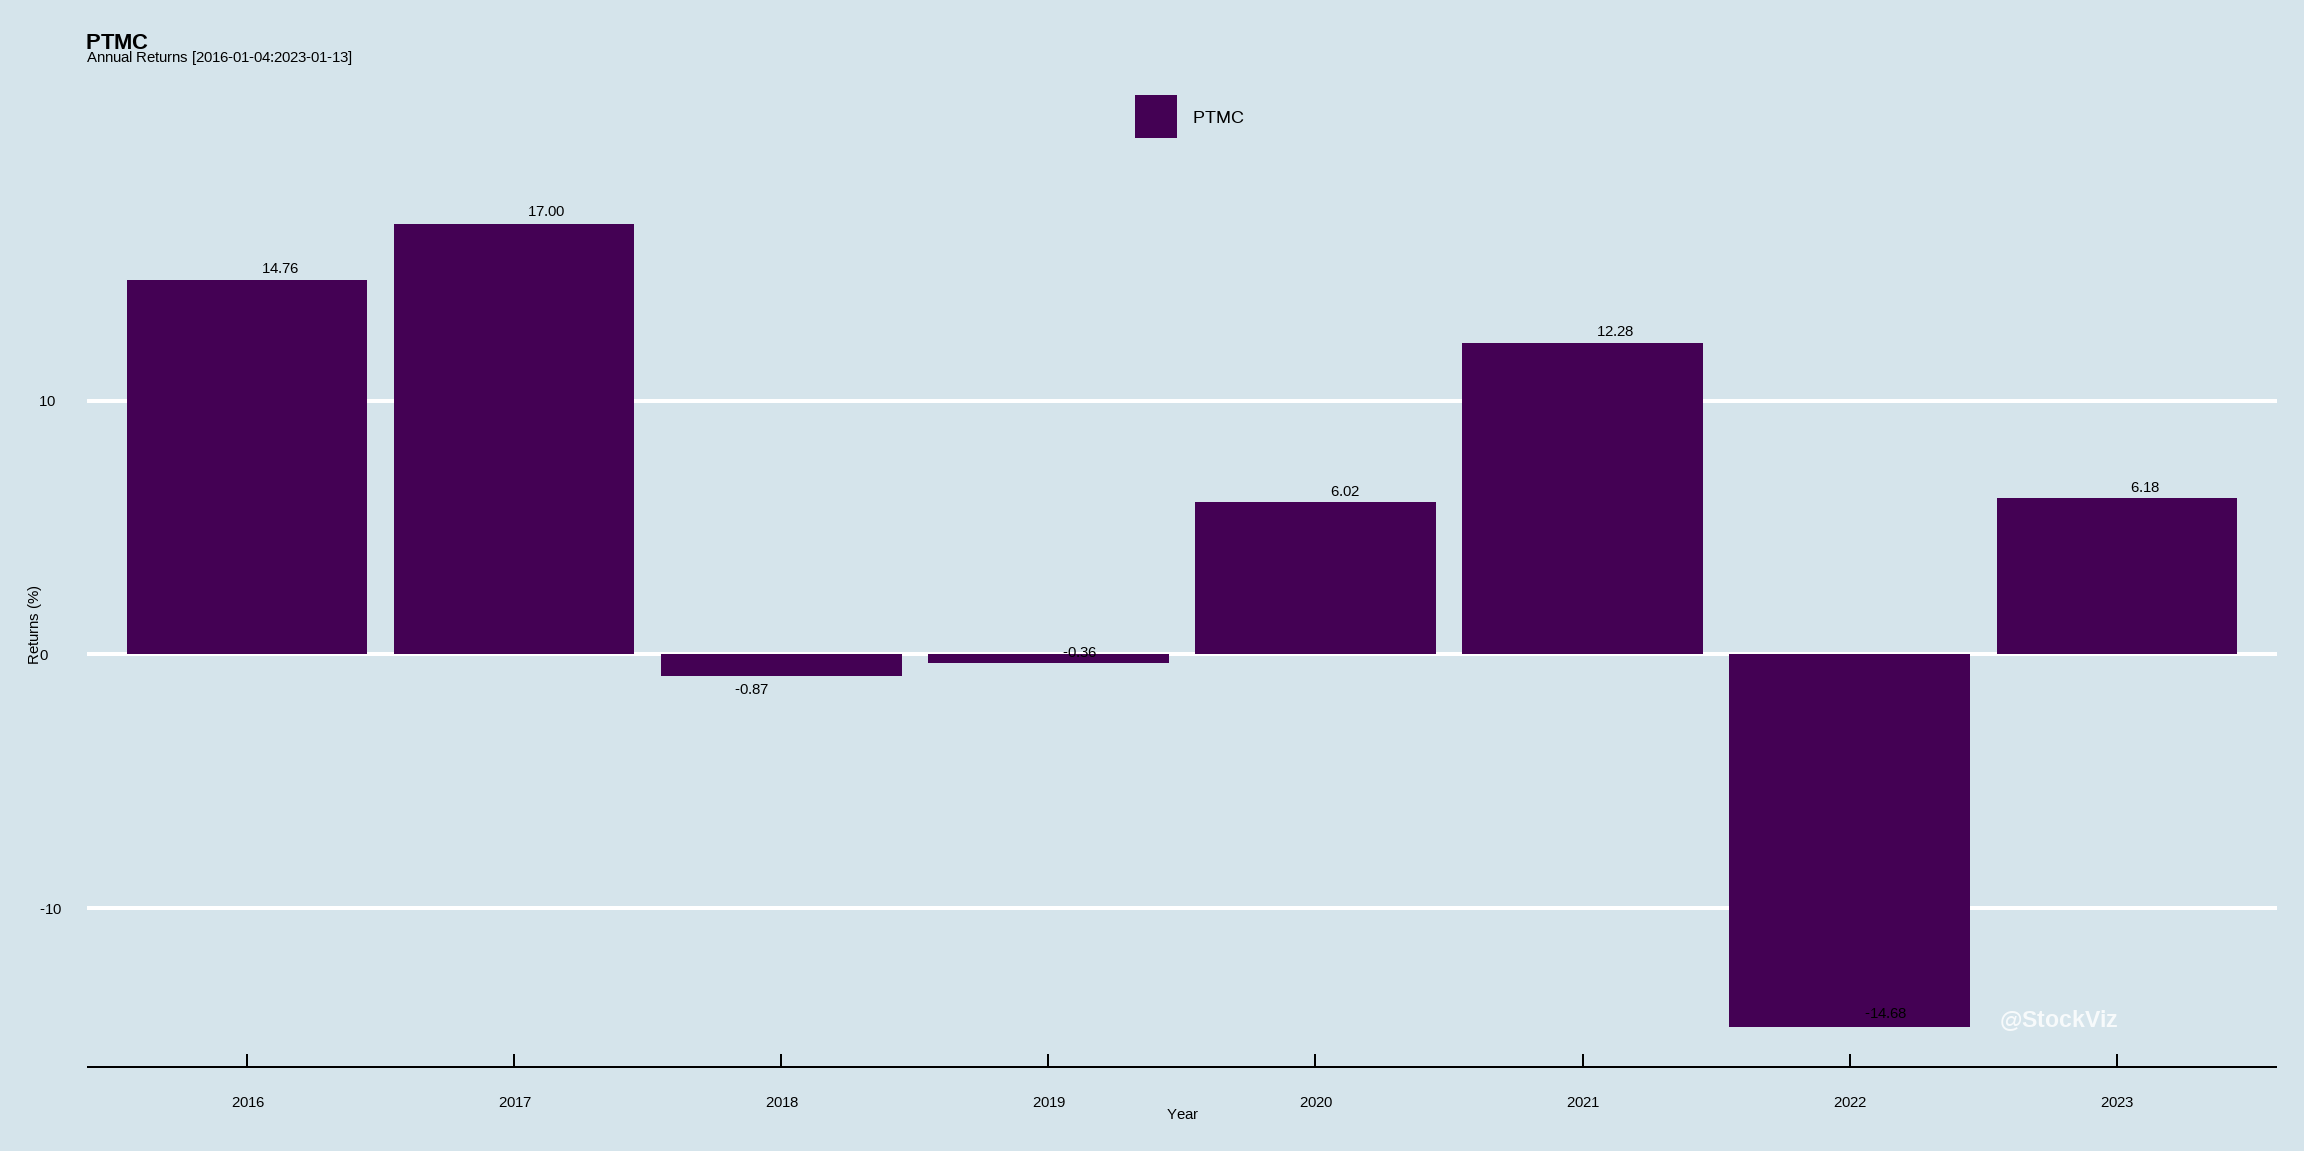 PTMC
Annual Returns [2016-01-04:2023-01-13]
PTMC
17.00
14.76
12.28
10
6.02
6.18
Returns (%)
0
-0.36
-0.87
-10
-14.68
@StockViz
2016 2017 2018 2019 2020 2021 2022 2023
Year